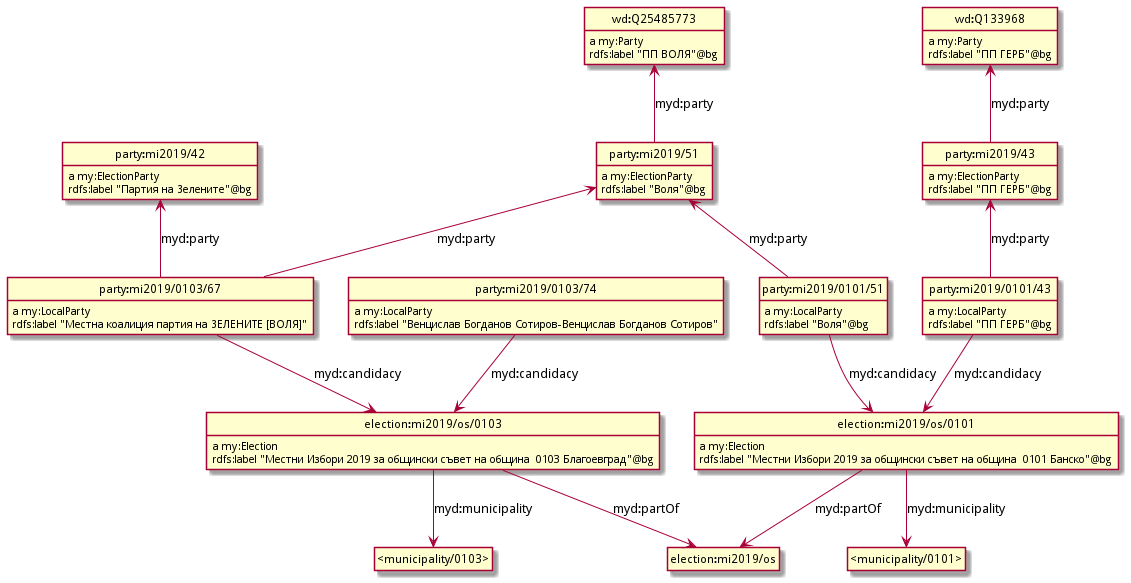 wd:Q25485773
a my:Party
rdfs:label "ПП ВОЛЯ"@bg
wd:Q133968
a my:Party
rdfs:label "ПП ГЕРБ"@bg
myd:party
myd:party
party:mi2019/42
a my:ElectionParty
rdfs:label "Партия на Зелените"@bg
party:mi2019/51
a my:ElectionParty
rdfs:label "Воля"@bg
party:mi2019/43
a my:ElectionParty
rdfs:label "ПП ГЕРБ"@bg
myd:party
myd:party
myd:party
myd:party
party:mi2019/0103/67
a my:LocalParty
rdfs:label "Местна коалиция партия на ЗЕЛЕНИТЕ [ВОЛЯ]"
party:mi2019/0103/74
a my:LocalParty
rdfs:label "Венцислав Богданов Сотиров-Венцислав Богданов Сотиров"
party:mi2019/0101/51
a my:LocalParty
rdfs:label "Воля"@bg
party:mi2019/0101/43
a my:LocalParty
rdfs:label "ПП ГЕРБ"@bg
myd:candidacy
myd:candidacy
myd:candidacy
myd:candidacy
election:mi2019/os/0103
a my:Election
rdfs:label "Местни Избори 2019 за общински съвет на община  0103 Благоевград"@bg
election:mi2019/os/0101
a my:Election
rdfs:label "Местни Избори 2019 за общински съвет на община  0101 Банско"@bg
myd:municipality
myd:partOf
myd:partOf
myd:municipality
<municipality/0103>
election:mi2019/os
<municipality/0101>